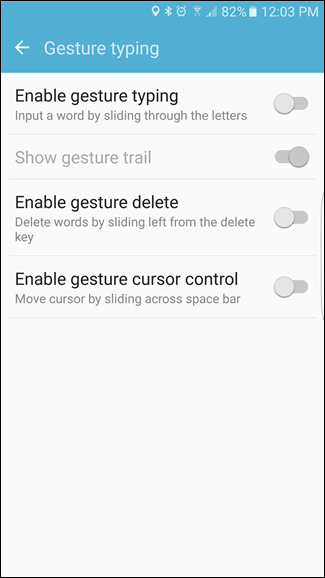 82% 12:03 PM
Gesture typing
Enable gesture typing
Input a word by sliding through the letters
Show gesture trail
Enable gesture delete
Delete words by sliding left from the delete
key
Enable gesture cursor control
Move cursor by sliding across space bar